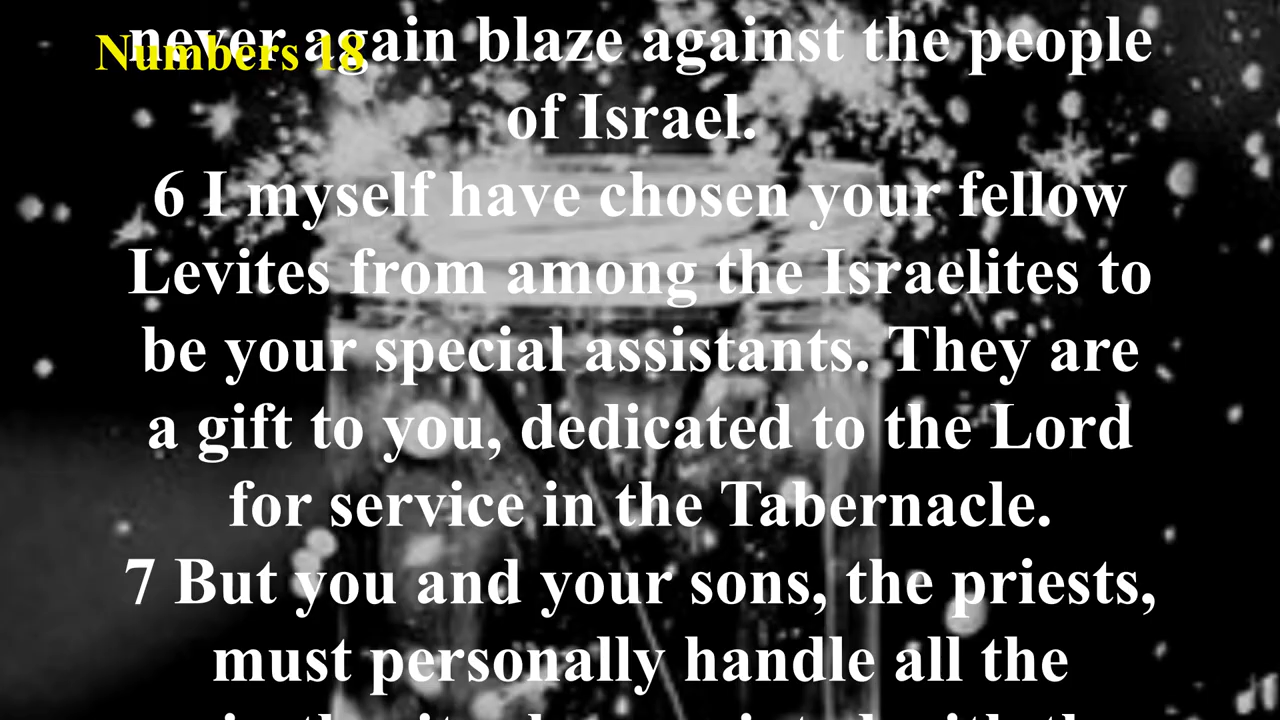 Numbers 18
never again blaze against the people
of Israel.
6 I myself have chosen your fellow
Levites from among the Israelites to
be your special assistants. They are
a gift to you, dedicated to the Lord
for service in the Tabernacle.
7 But you and your sons, the priests,
must personally handle all the